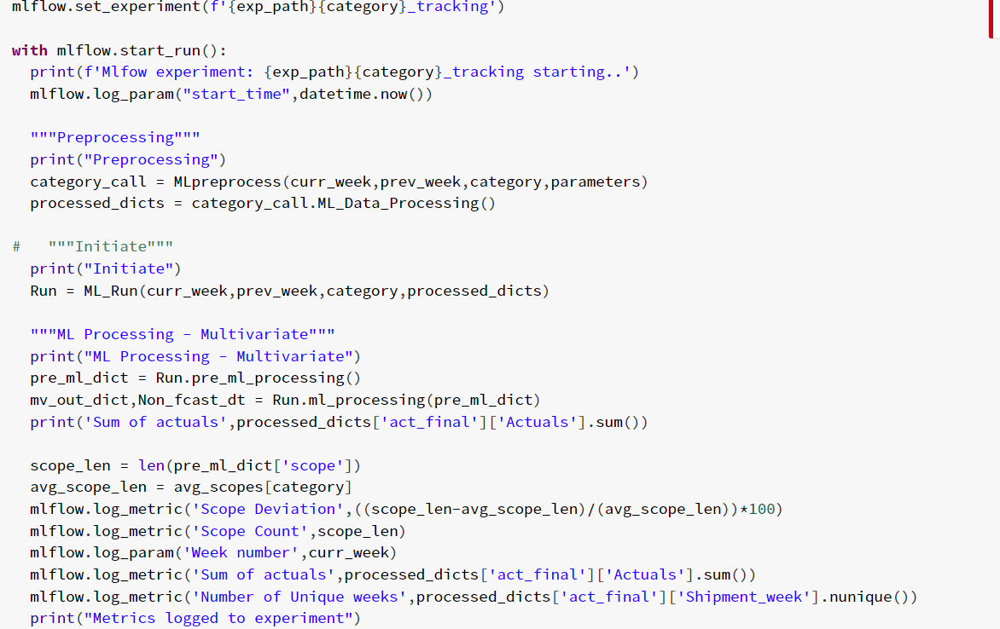 mlflow.set_experiment(f'{exp_path}{category}_tracking')
with mlflow.start_run():
print(f'Mlfow experiment: {exp_path}{category}_tracking starting..')
mlflow.log_param("start_time",datetime.now())
"""Preprocessing"""
print("Preprocessing")
category_call = MLpreprocess(curr_week,prev_week,category,parameters)
processed_dicts = category_call.ML_Data_Processing()
# """Initiate"""
print("Initiate")
Run = ML_Run(curr_week,prev_week,category,processed_dicts)
"""ML Processing - Multivariate"""
print("ML Processing - Multivariate")
pre_ml_dict = Run.pre_ml_processing()
mv_out_dict,Non_fcast_dt = Run.ml_processing(pre_ml_dict)
print('Sum of actuals',processed_dicts['act_final']['Actuals'].sum())
scope_len = len(pre_ml_dict['scope'])
avg_scope_len = avg_scopes[category]
mlflow.log_metric('Scope Deviation',((scope_len-avg_scope_len)/(avg_scope_len))*100)
mlflow.log_metric('Scope Count',scope_len)
mlflow.log_param('Week number',curr_week)
mlflow.log_metric('Sum of actuals',processed_dicts['act_final']['Actuals'].sum())
mlflow.log_metric('Number of Unique weeks',processed_dicts['act_final']['Shipment_week'].nunique())
print("Metrics logged to experiment")